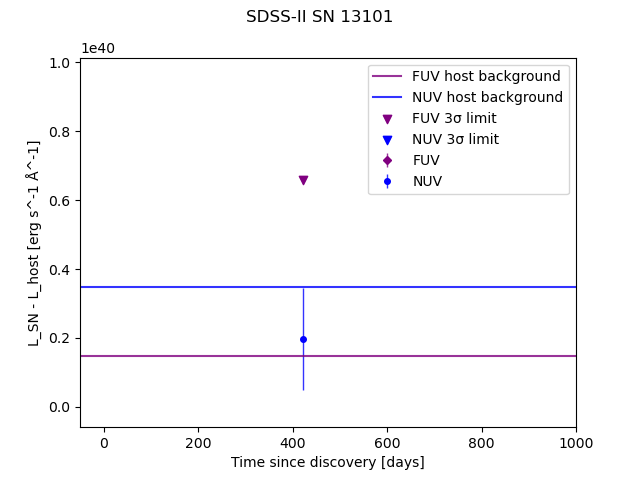 SDSS-II SN 13101
1e40
1.0
0.8
0.6
0.4
0.2
0.0
L_SN - L_host [erg s^-1 Å^-1]
FUV host background
NUV host background
FUV 3σ limit
NUV 3σ limit
FUV
NUV
0 200 400 600 800 1000
Time since discovery [days]